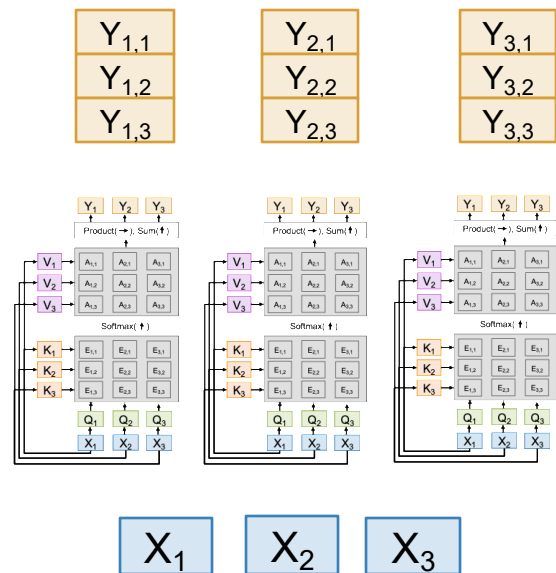 Y1,1 Y2,1 Y3,1
Y1,2 Y2,2 Y3,2
Y1,3 Y2,3 Y3,3
Y1 Y2 Y3 Y1 Y2 Y3 Y1 Y2 Y3
Product(→), Sum(↑) Product(→), Sum(↑) Product(→), Sum(↑)
V1 A1,1 A2,1 A3,1 V1 A1,1 A2,1 A3,1 V1 A1,1 A2,1 A3,1
V2 A1,2 A2,2 A3,2 V2 A1,2 A2,2 A3,2 V2 A1,2 A2,2 A3,2
V3 A1,3 A2,3 A3,3 V3 A1,3 A2,3 A3,3 V3 A1,3 A2,3 A3,3
Softmax(↑) Softmax(↑) Softmax(↑)
K1 E1,1 E2,1 E3,1 K1 E1,1 E2,1 E3,1 K1 E1,1 E2,1 E3,1
K2 E1,2 E2,2 E3,2 K2 E1,2 E2,2 E3,2 K2 E1,2 E2,2 E3,2
K3 E1,3 E2,3 E3,3 K3 E1,3 E2,3 E3,3 K3 E1,3 E2,3 E3,3
Q1 Q2 Q3 Q1 Q2 Q3 Q1 Q2 Q3
X1 X2 X3 X1 X2 X3 X1 X2 X3
X1 X2 X3